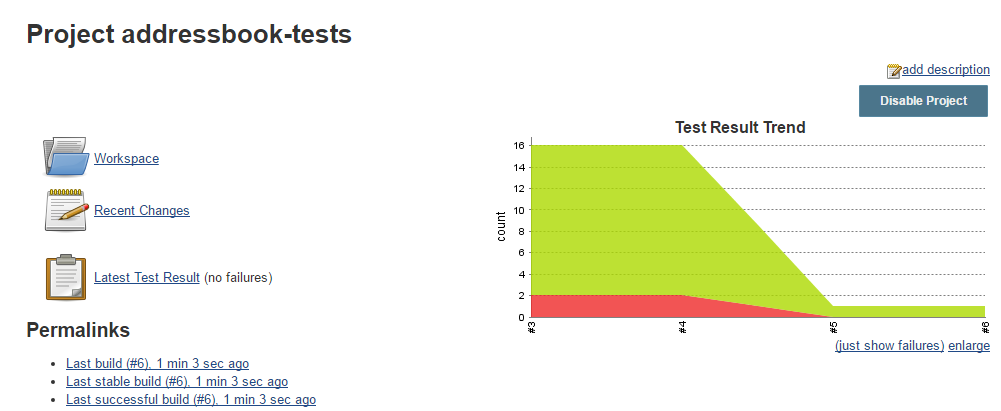 Project addressbook-tests
add description
Disable Project
Workspace
Recent Changes
Latest Test Result (no failures)
Test Result Trend
16
14
12
10
8
6
4
2
0
count
#3
#4
#5
#6
(just show failures) enlarge
Permalinks
Last build (#6), 1 min 3 sec ago
Last stable build (#6), 1 min 3 sec ago
Last successful build (#6), 1 min 3 sec ago